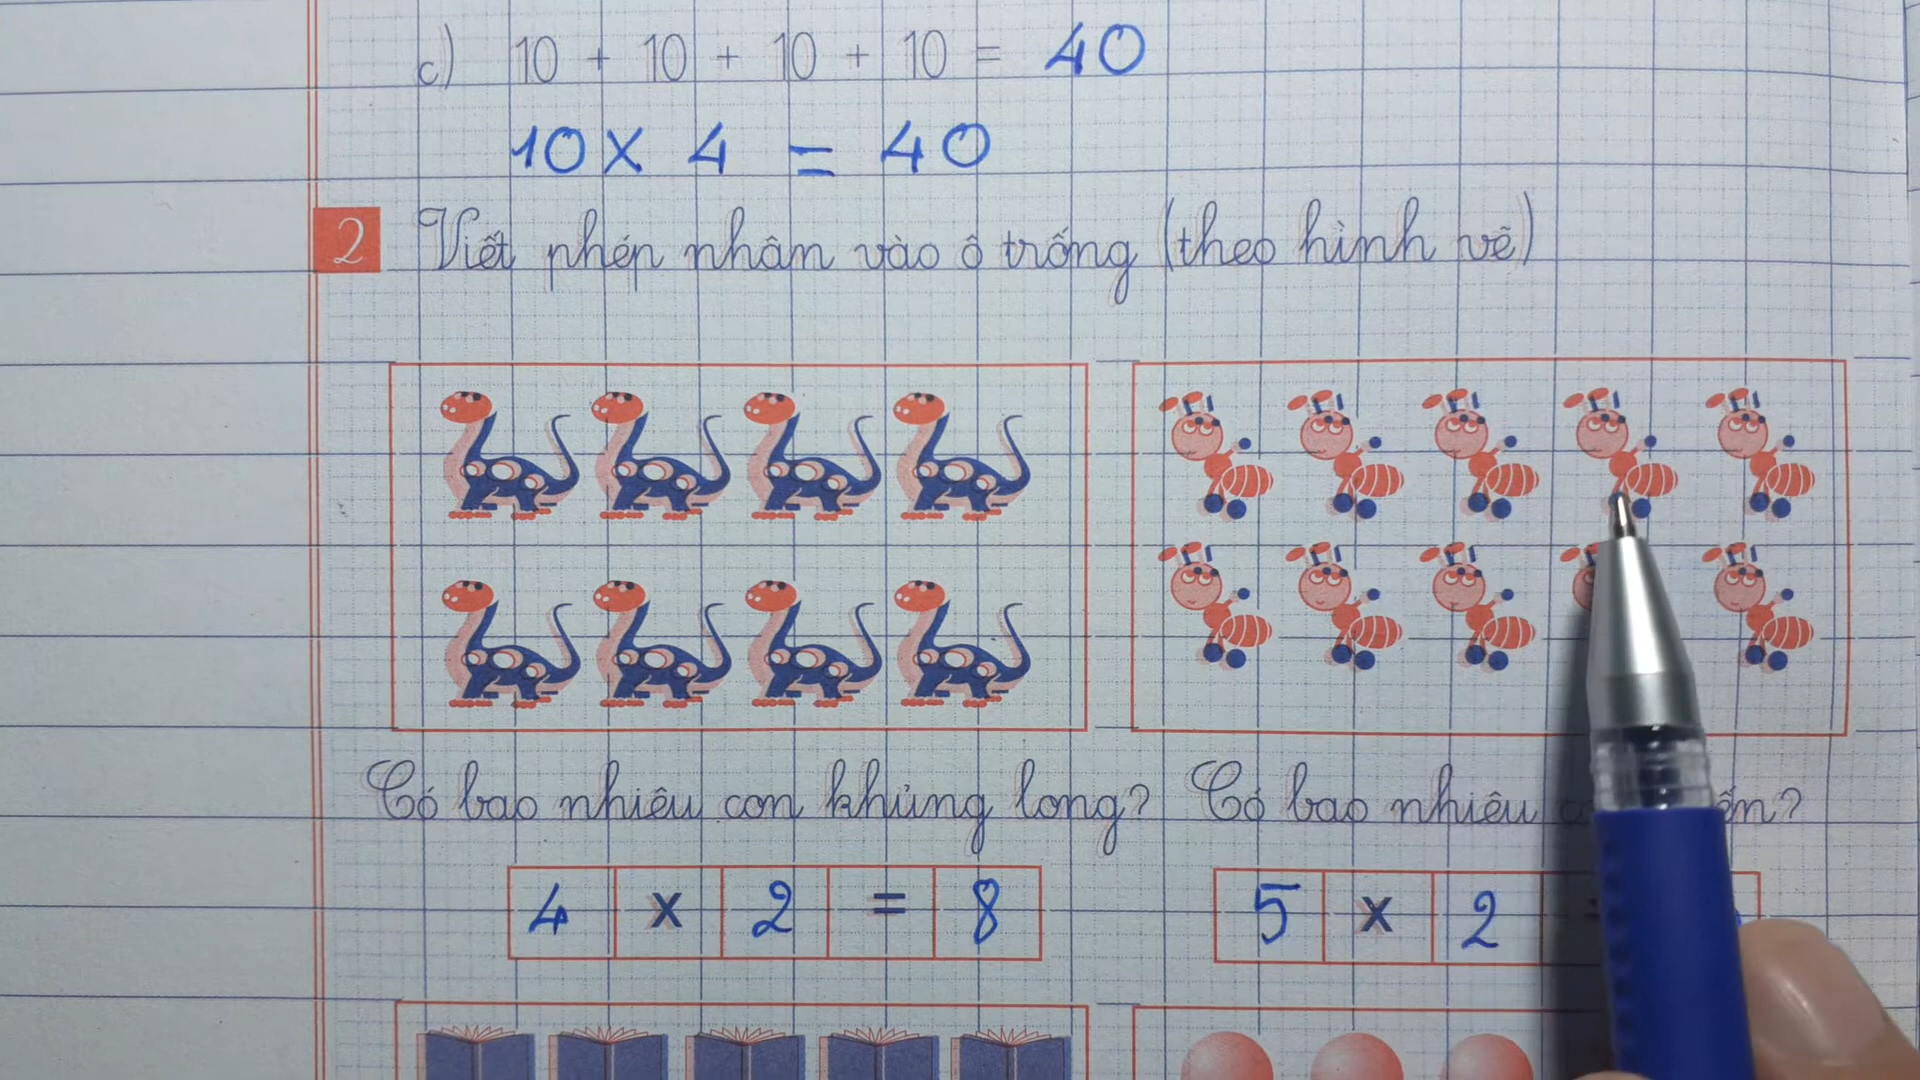 c) 10 + 10 + 10 + 10 = 40
10 x 4 = 40
2 Viết phép nhân vào ô trống (theo hình vẽ)
Có bao nhiêu con khủng long? Có bao nhiêu
4 x 2 = 8
5 x 2